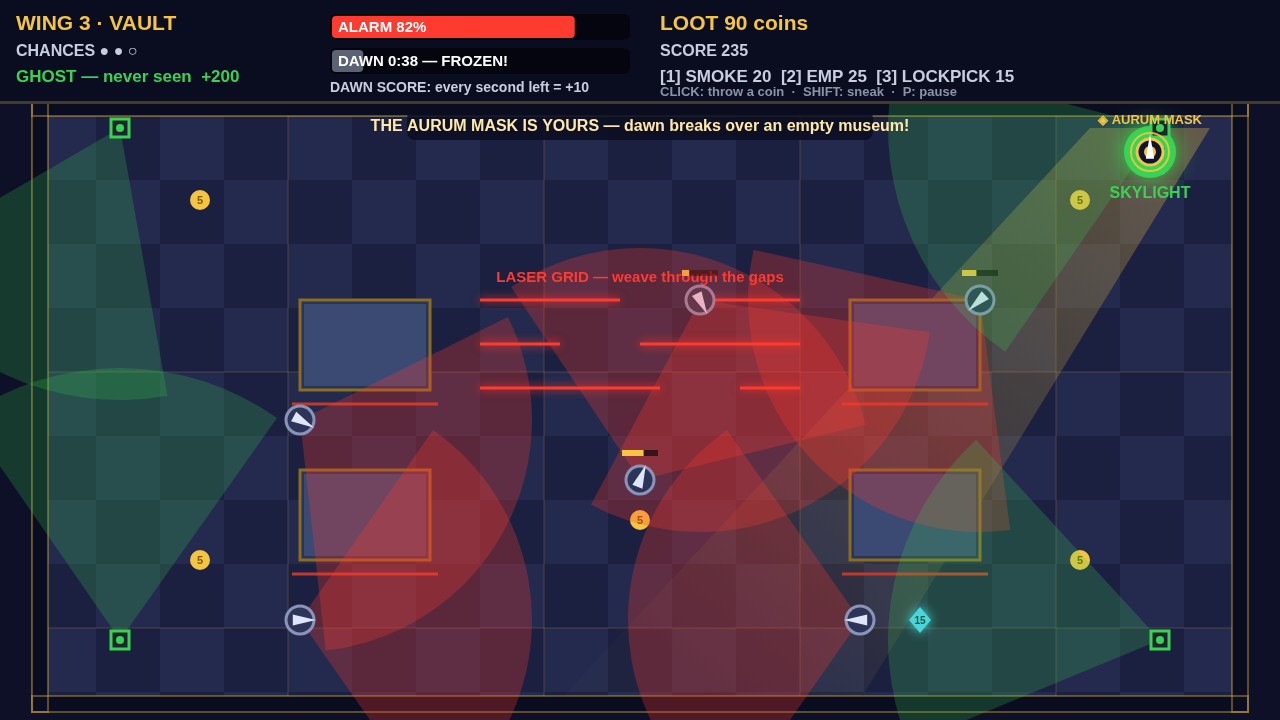 WING 3 · VAULT
CHANCES ● ● ○
GHOST — never seen +200
ALARM 82%
DAWN 0:38 — FROZEN!
DAWN SCORE: every second left = +10
LOOT 90 coins
SCORE 235
[1] SMOKE 20 [2] EMP 25 [3] LOCKPICK 15
CLICK: throw a coin · SHIFT: sneak · P: pause
THE AURUM MASK IS YOURS — dawn breaks over an empty museum!
◈ AURUM MASK
SKYLIGHT
5
5
LASER GRID — weave through the gaps
5
5
5
15